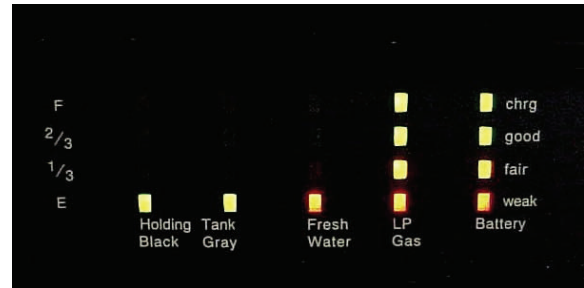 F chrg
2/3 good
1/3 fair
E weak
Holding Tank Fresh LP Battery
Black Gray Water Gas